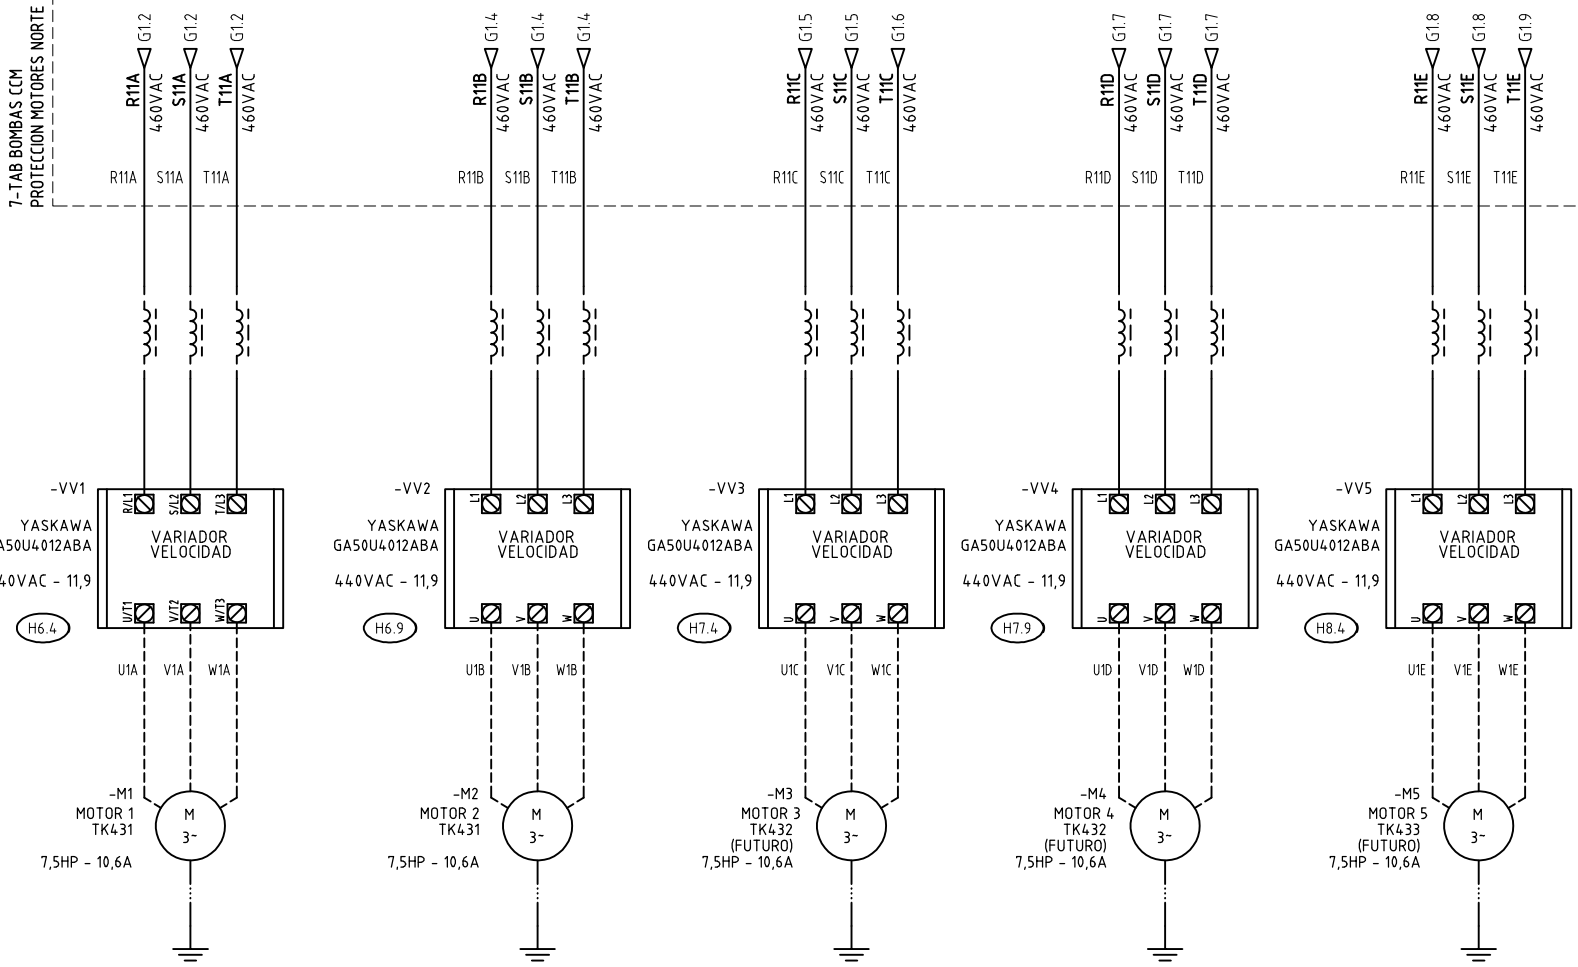 7-TAB BOMBAS CCM
PROTECCION MOTORES NORTE
G1.2 G1.2 G1.2 G1.4 G1.4 G1.4 G1.5 G1.5 G1.6 G1.7 G1.7 G1.7 G1.8 G1.8 G1.9
R11A S11A T11A R11B S11B T11B R11C S11C T11C R11D S11D T11D R11E S11E T11E
460VAC 460VAC 460VAC 460VAC 460VAC 460VAC 460VAC 460VAC 460VAC 460VAC 460VAC 460VAC 460VAC 460VAC 460VAC
R11A S11A T11A R11B S11B T11B R11C S11C T11C R11D S11D T11D R11E S11E T11E
-VV1 -VV2 -VV3 -VV4 -VV5
R/L1 S/L2 T/L3 L1 L2 L3 L1 L2 L3 L1 L2 L3 L1 L2 L3
YASKAWA YASKAWA YASKAWA YASKAWA YASKAWA
VARIADOR VARIADOR VARIADOR VARIADOR VARIADOR
A50U4012ABA GA50U4012ABA GA50U4012ABA GA50U4012ABA GA50U4012ABA
VELOCIDAD VELOCIDAD VELOCIDAD VELOCIDAD VELOCIDAD
40VAC - 11,9 440VAC - 11,9 440VAC - 11,9 440VAC - 11,9 440VAC - 11,9
U/T1 V/T2 W/T3 U V W U V W U V W U V W
H6.4 H6.9 H7.4 H7.9 H8.4
U1A V1A W1A U1B V1B W1B U1C V1C W1C U1D V1D W1D U1E V1E W1E
-M1 -M2 -M3 -M4 -M5
MOTOR 1 M MOTOR 2 M MOTOR 3 M MOTOR 4 M MOTOR 5 M
TK431 3~ TK431 3~ TK432 3~ TK432 3~ TK433 3~
(FUTURO) (FUTURO) (FUTURO)
7,5HP - 10,6A 7,5HP - 10,6A 7,5HP - 10,6A 7,5HP - 10,6A 7,5HP - 10,6A